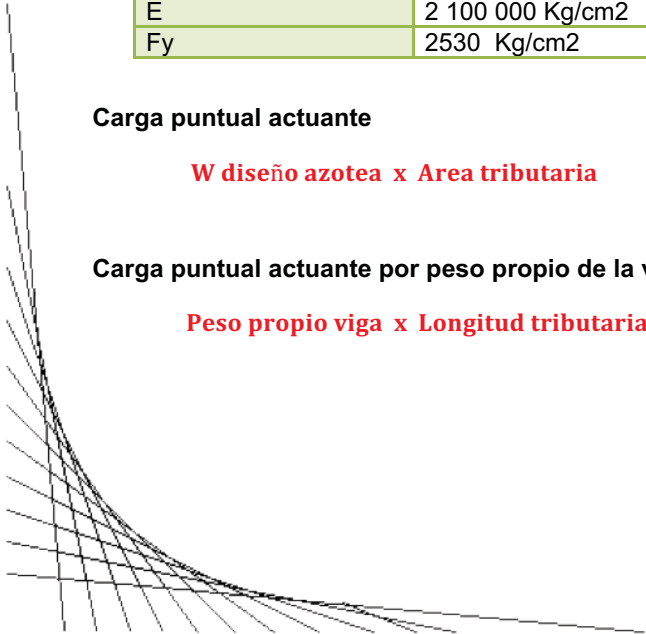 E 2 100 000 Kg/cm2
Fy 2530 Kg/cm2
Carga puntual actuante
W diseño azotea x Area tributaria
Carga puntual actuante por peso propio de la
Peso propio viga x Longitud tributaria